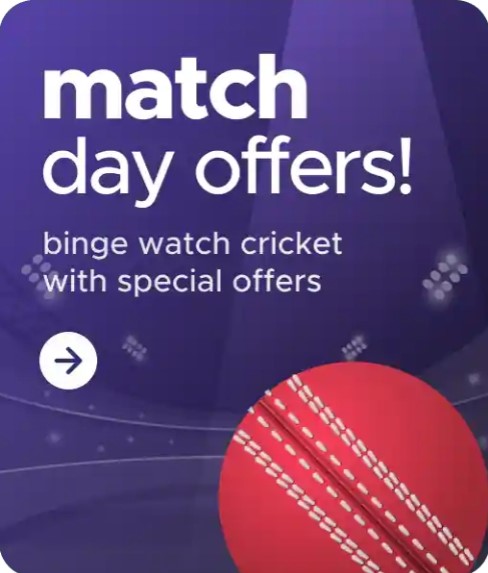 match
day offers!
binge watch cricket
with special offers